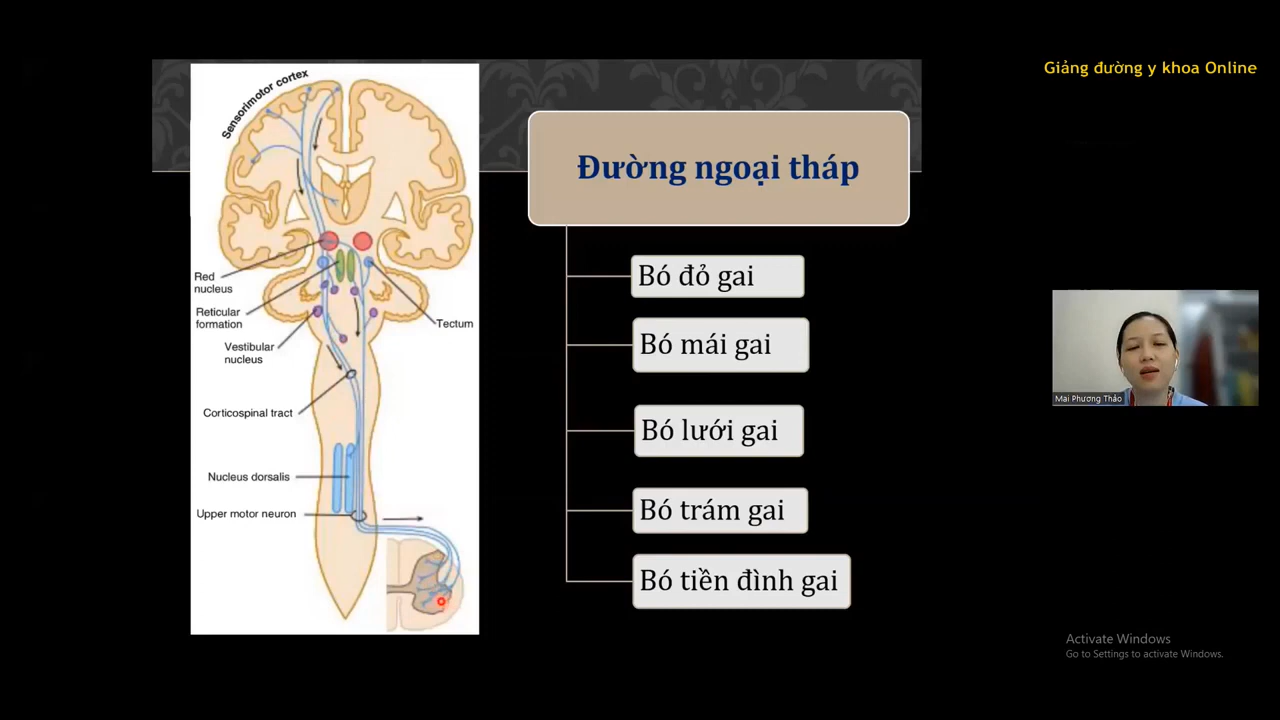 Giảng đường y khoa Online
Sensorimotor cortex
Đường ngoại tháp
Bó đỏ gai
Bó mái gai
Bó lưới gai
Bó trám gai
Bó tiền đình gai
Red
nucleus
Reticular
formation
Vestibular
nucleus
Tectum
Corticospinal tract
Nucleus dorsalis
Upper motor neuron
Mai Phương Thảo
Activate Windows
Go to Settings to activate Windows.